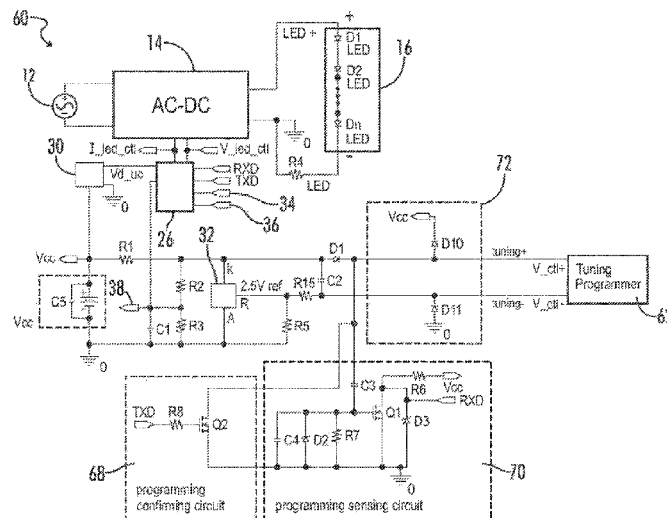 60
14
12
AC-DC
LED +
+
D1
LED
D2
LED
Dn
LED
-
16
30
I_led_ctl
V_led_ctl
0
R4
LED
Vd_uc
RXD
TXD
0
26
34
36
72
Vcc
R1
32
k
D1
Vcc
D10
tuning+
V_ctl+
Tuning
Programmer
C5
38
R2
2.5V ref
R
R15
C2
D11
tuning-
V_ctl -
Vcc
C1
R3
A
R5
0
0
C3
R6
Vcc
RXD
TXD
R8
Q2
C4
D2
R7
Q1
D3
68
0
70
programming
confirming circuit
programming sensing circuit